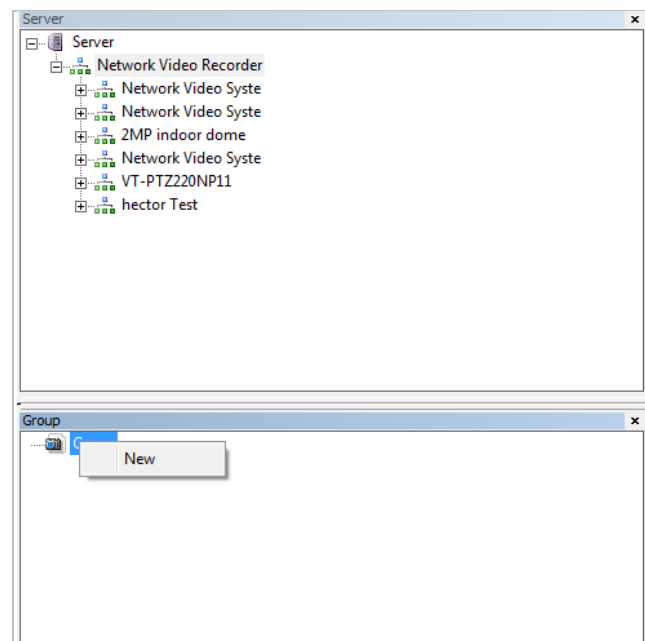 Server
Server
Network Video Recorder
Network Video Syste
Network Video Syste
2MP indoor dome
Network Video Syste
VT-PTZ220NP11
hector Test
Group
New